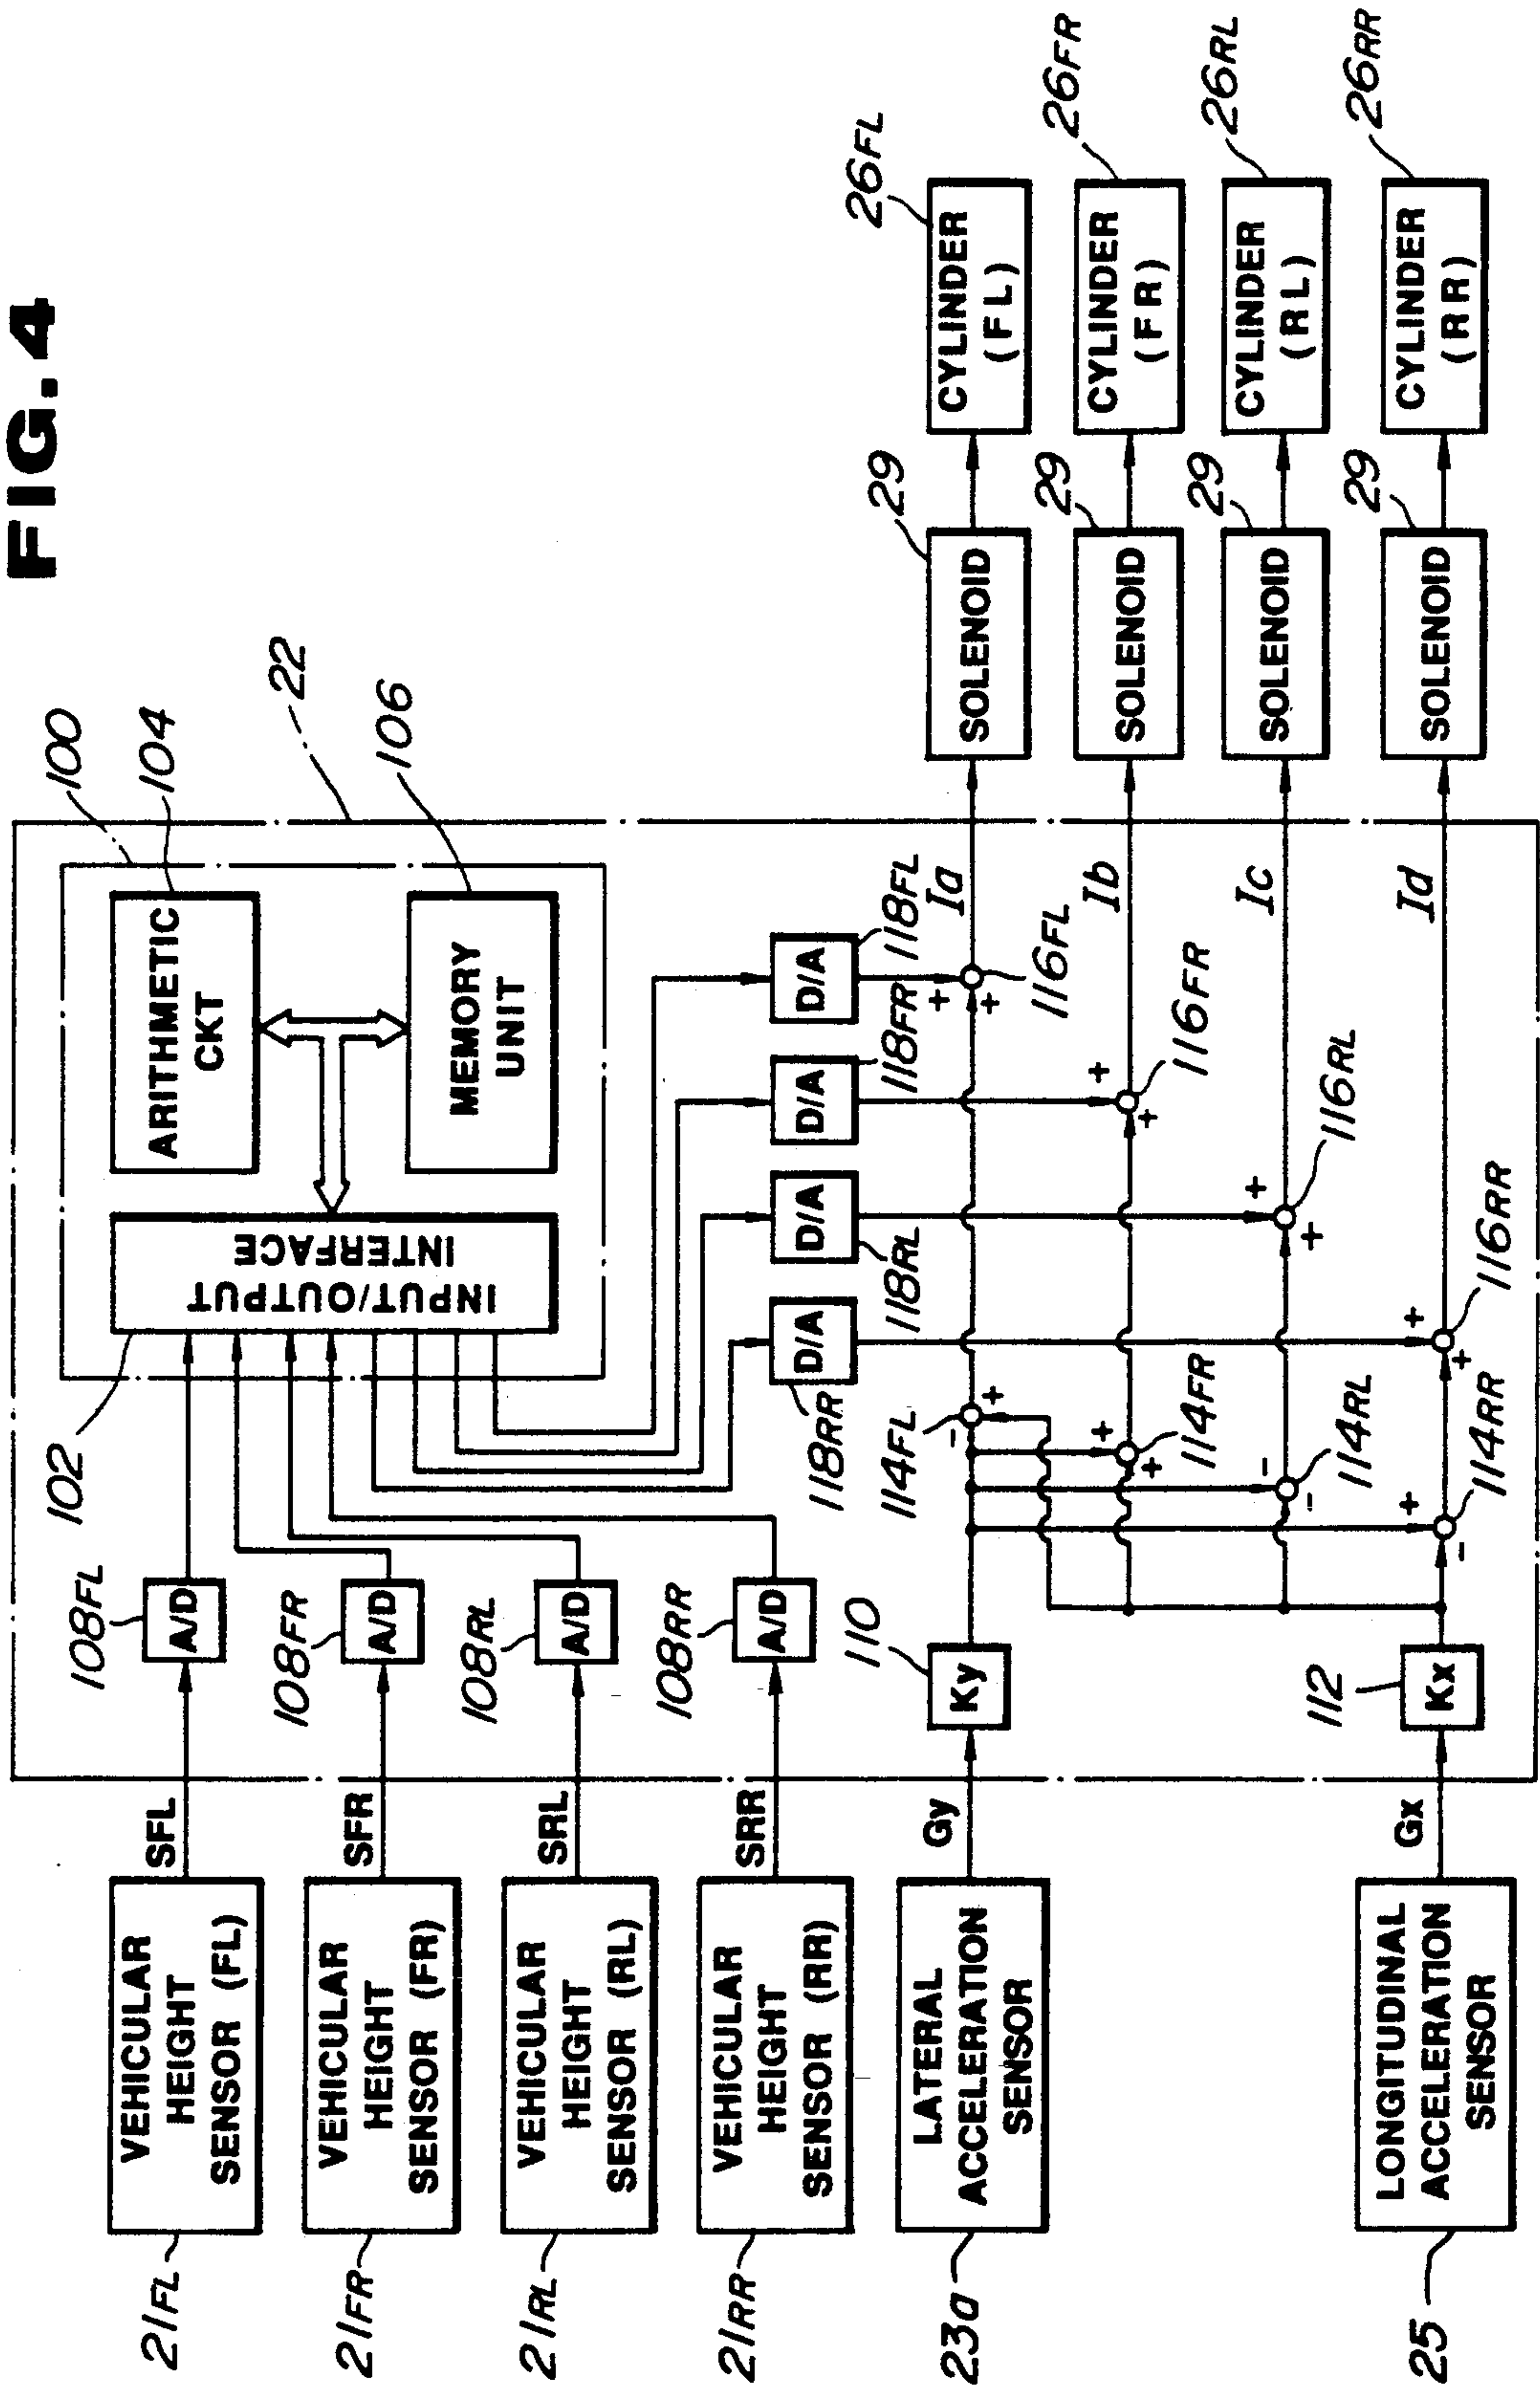 FIG.4
100
104
22
106
ARITHMETIC
CKT
MEMORY
UNIT
INPUT/OUTPUT
INTERFACE
102
VEHICULAR
HEIGHT
SENSOR (FL)
21FL
SFL
108FL
A/D
VEHICULAR
HEIGHT
SENSOR (FR)
21FR
SFR
108FR
A/D
VEHICULAR
HEIGHT
SENSOR (RL)
21RL
SRL
108RL
A/D
VEHICULAR
HEIGHT
SENSOR (RR)
21RR
SRR
108RR
A/D
LATERAL
ACCELERATION
SENSOR
23a
Gy
110
Ky
LONGITUDINAL
ACCELERATION
SENSOR
25
Gx
112
Kx
D/A
118RR
D/A
118RL
D/A
118FR
D/A
118FL
114FL
-
+
114FR
+
+
114RL
-
-
114RR
+
-
116FL
+
+
116FR
+
+
116RL
+
+
116RR
+
+
Ia
SOLENOID
29
CYLINDER
(FL)
26FL
Ib
SOLENOID
29
CYLINDER
(FR)
26FR
Ic
SOLENOID
29
CYLINDER
(RL)
26RL
Id
SOLENOID
29
CYLINDER
(RR)
26RR